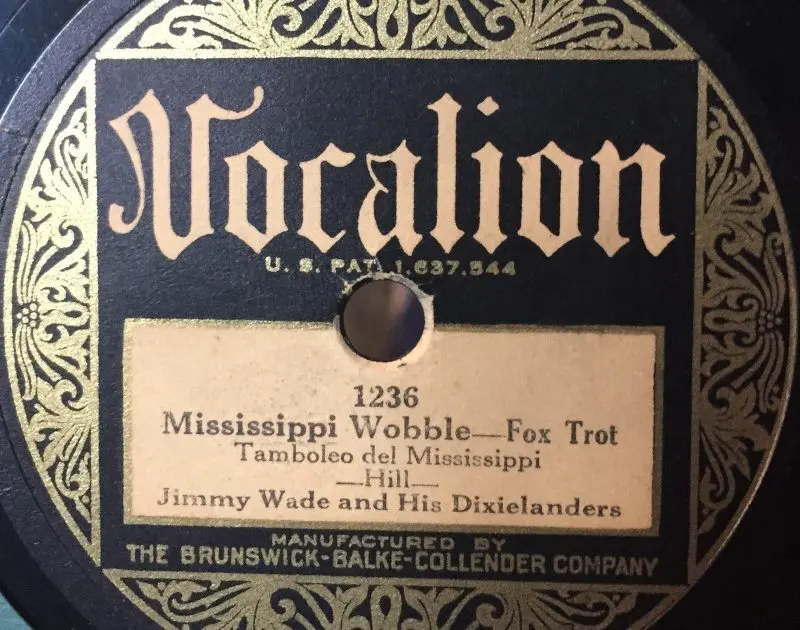 Vocalion
U. S. PAT. 1,637,544
1236
Mississippi Wobble—Fox Trot
Tamboleo del Mississippi
—Hill—
Jimmy Wade and His Dixielanders
MANUFACTURED BY
THE BRUNSWICK-BALKE-COLLENDER COMPANY